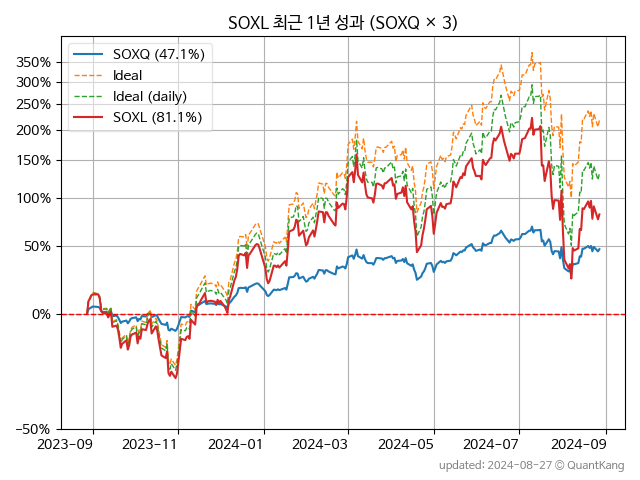 SOXL 최근 1년 성과 (SOXQ × 3)
SOXQ (47.1%)
Ideal
Ideal (daily)
SOXL (81.1%)
350%
300%
250%
200%
150%
100%
50%
0%
−50%
2023-09 2023-11 2024-01 2024-03 2024-05 2024-07 2024-09
updated: 2024-08-27 © QuantKang